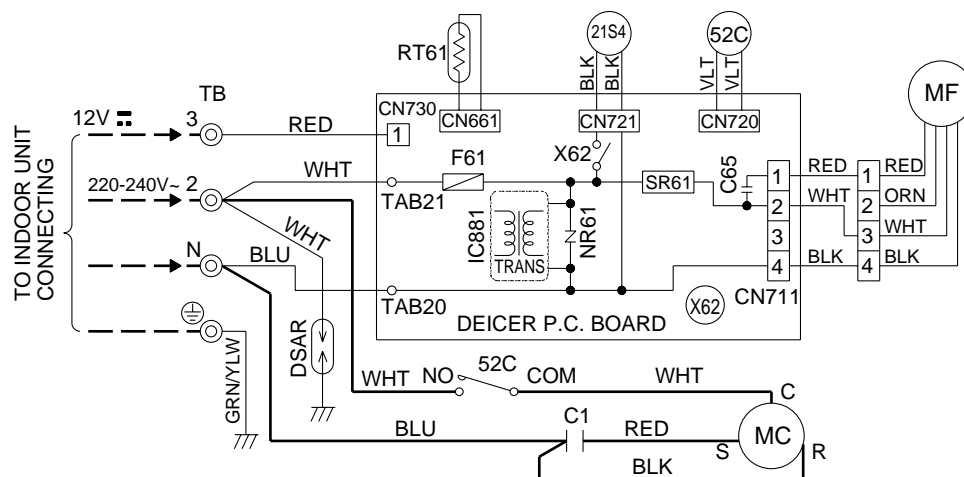 RT61
21S4
52C
BLK
BLK
VLT
VLT
MF
TB
CN730
12V
3
RED
1
CN661
CN721
CN720
WHT
F61
X62
C65
1
RED
1
RED
220-240V~
2
TAB21
SR61
2
WHT
2
ORN
TO INDOOR UNIT
CONNECTING
WHT
IC881
TRANS
NR61
3
3
WHT
N
BLU
4
BLK
4
BLK
TAB20
X62
CN711
DEICER P.C. BOARD
GRN/YLW
DSAR
WHT
NO
52C
COM
WHT
C
C1
BLU
RED
S
MC
R
BLK